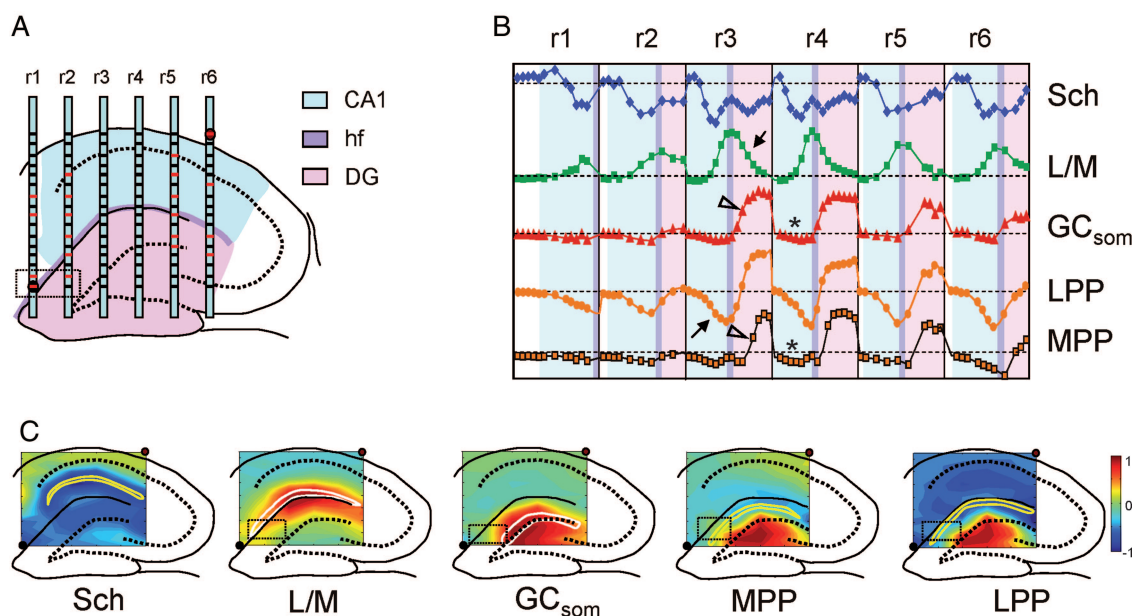 A
r1 r2 r3 r4 r5 r6
CA1
hf
DG
B
r1 r2 r3 r4 r5 r6
Sch
L/M
GCsom
LPP
MPP
*
*
C
1
0
-1
Sch L/M GCsom MPP LPP